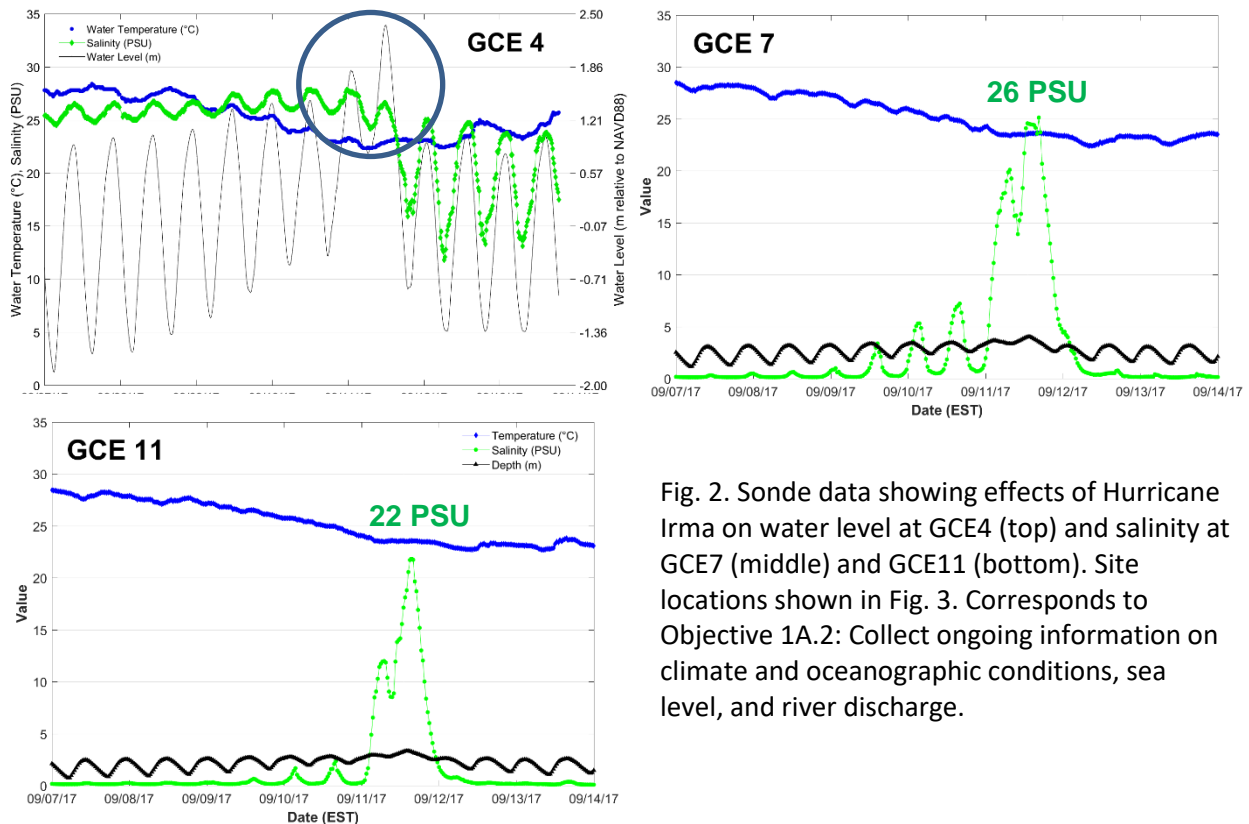 35
30
25
20
15
10
5
0
Water Temperature (°C), Salinity (PSU)
Water Temperature (°C)
Salinity (PSU)
Water Level (m)
GCE 4
2.50
1.86
1.21
0.57
-0.07
-0.71
-1.36
-2.00
Water Level (m relative to NAVD88)
35
30
25
20
15
10
5
0
Value
GCE 7
26 PSU
09/07/17 09/08/17 09/09/17 09/10/17 09/11/17 09/12/17 09/13/17 09/14/17
Date (EST)
35
30
25
20
15
10
5
0
Value
GCE 11
Temperature (°C)
Salinity (PSU)
Depth (m)
22 PSU
09/07/17 09/08/17 09/09/17 09/10/17 09/11/17 09/12/17 09/13/17 09/14/17
Date (EST)
Fig. 2. Sonde data showing effects of Hurricane
Irma on water level at GCE4 (top) and salinity at
GCE7 (middle) and GCE11 (bottom). Site
locations shown in Fig. 3. Corresponds to
Objective 1A.2: Collect ongoing information on
climate and oceanographic conditions, sea
level, and river discharge.